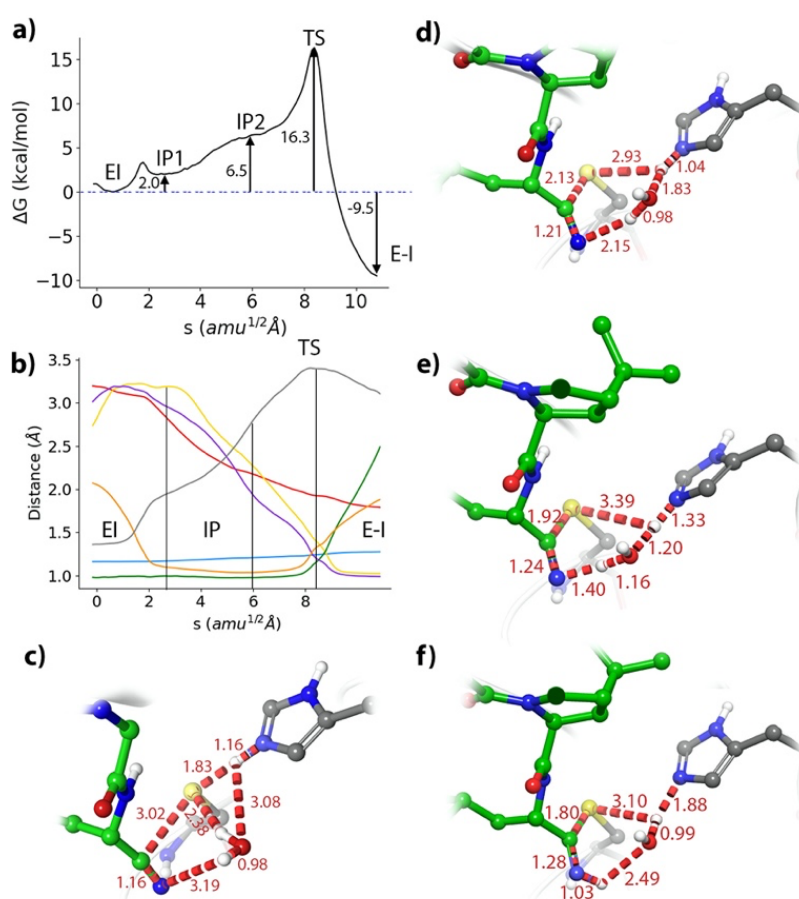 a)
ΔG (kcal/mol)
15
10
5
0
−5
−10
0 2 4 6 8 10
s (amu¹ᐟ²Å)
EI
IP1
IP2
TS
E-I
2.0
6.5
16.3
-9.5
b)
Distance (Å)
3.5
3.0
2.5
2.0
1.5
1.0
0 2 4 6 8 10
s (amu¹ᐟ²Å)
TS
EI
IP
E-I
c)
1.16
1.83
3.02
2.38
3.08
0.98
1.16
3.19
d)
2.93
1.04
2.13
1.83
0.98
1.21
2.15
e)
3.39
1.33
1.92
1.20
1.24
1.16
1.40
f)
3.10
1.88
1.80
0.99
1.28
2.49
1.03